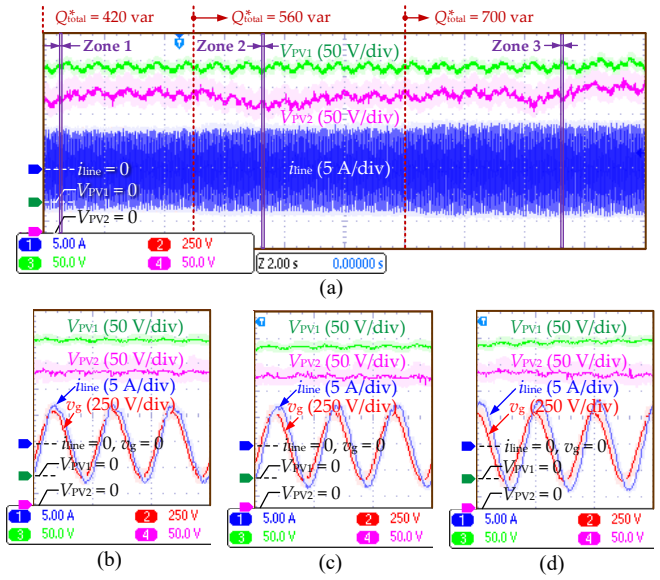 Q*total = 420 var Q*total = 560 var Q*total = 700 var
Zone 1 Zone 2 Zone 3
VPV1 (50 V/div)
VPV2 (50 V/div)
iline = 0 iline (5 A/div)
VPV1 = 0
VPV2 = 0
1 5.00 A 2 250 V
3 50.0 V 4 50.0 V
Z 2.00 s 0.00000 s
(a)
VPV1 (50 V/div)
VPV2 (50 V/div)
iline (5 A/div)
vg (250 V/div)
iline = 0, vg = 0
VPV1 = 0
VPV2 = 0
1 5.00 A 2 250 V
3 50.0 V 4 50.0 V
(b)
VPV1 (50 V/div)
VPV2 (50 V/div)
iline (5 A/div)
vg (250 V/div)
iline = 0, vg = 0
VPV1 = 0
VPV2 = 0
1 5.00 A 2 250 V
3 50.0 V 4 50.0 V
(c)
VPV1 (50 V/div)
VPV2 (50 V/div)
iline (5 A/div)
vg (250 V/div)
iline = 0, vg = 0
VPV1 = 0
VPV2 = 0
1 5.00 A 2 250 V
3 50.0 V 4 50.0 V
(d)